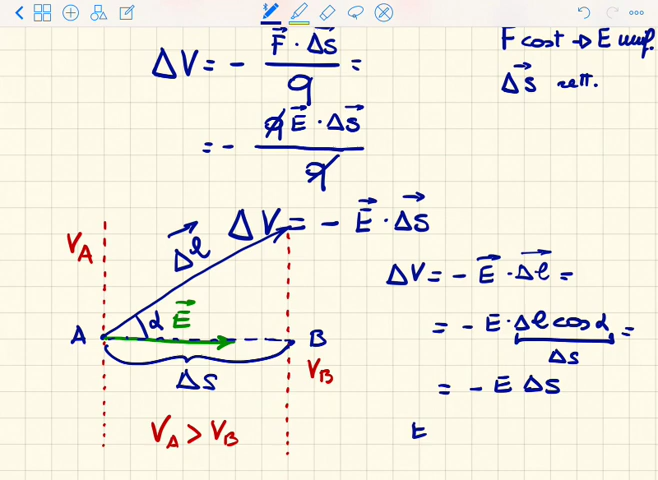 ΔV = - F⃗ · Δs⃗ / q =
F cost → E unif.
Δs⃗ rett.
= - qE⃗ · Δs⃗ / q
ΔV = - E⃗ · Δs⃗
V_A
Δℓ⃗
ΔV = - E⃗ · Δℓ⃗ =
A α E⃗ B
= - E · Δℓ cos α =
Δs
Δs
V_B
= - E Δs
V_A > V_B
E